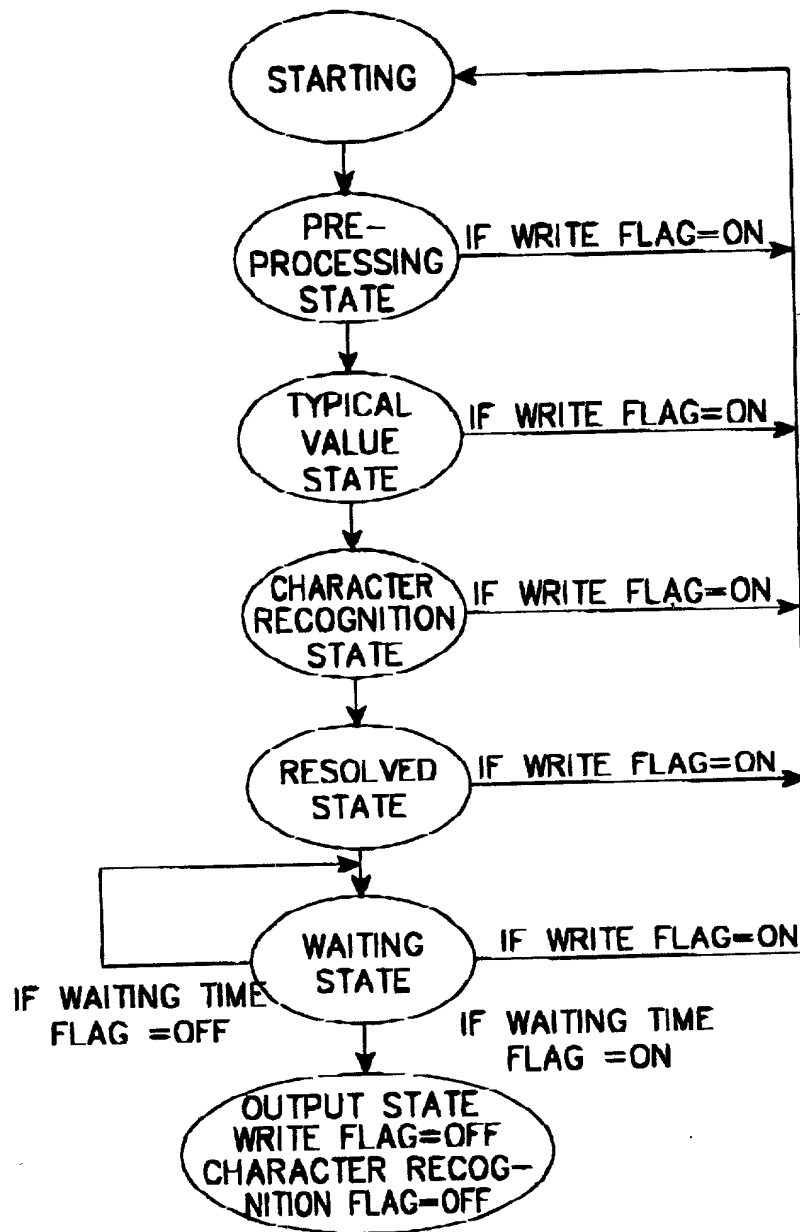 STARTING
PRE-
PROCESSING
STATE
IF WRITE FLAG=ON
TYPICAL
VALUE
STATE
IF WRITE FLAG=ON
CHARACTER
RECOGNITION
STATE
IF WRITE FLAG=ON
RESOLVED
STATE
IF WRITE FLAG=ON
WAITING
STATE
IF WRITE FLAG=ON
IF WAITING TIME
FLAG =OFF
IF WAITING TIME
FLAG =ON
OUTPUT STATE
WRITE FLAG=OFF
CHARACTER RECOG-
NITION FLAG=OFF